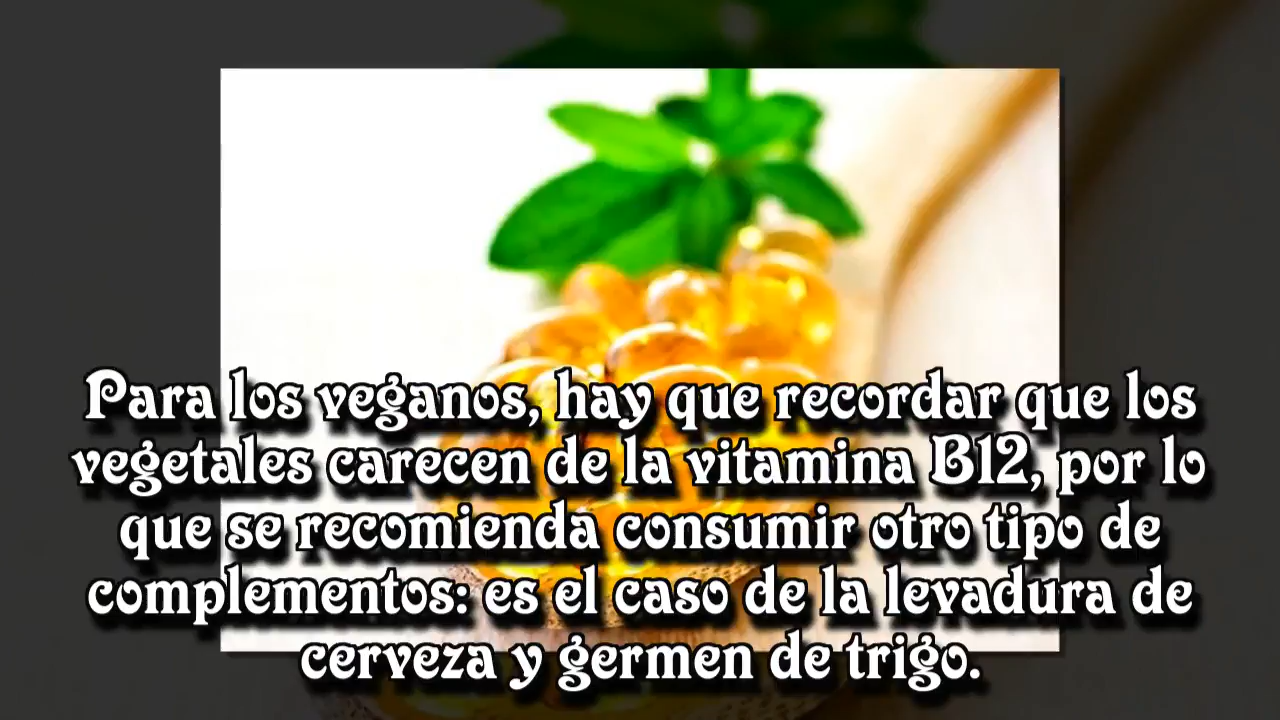 Para los veganos, hay que recordar que los
vegetales carecen de la vitamina B12, por lo
que se recomienda consumir otro tipo de
complementos: es el caso de la levadura de
cerveza y germen de trigo.